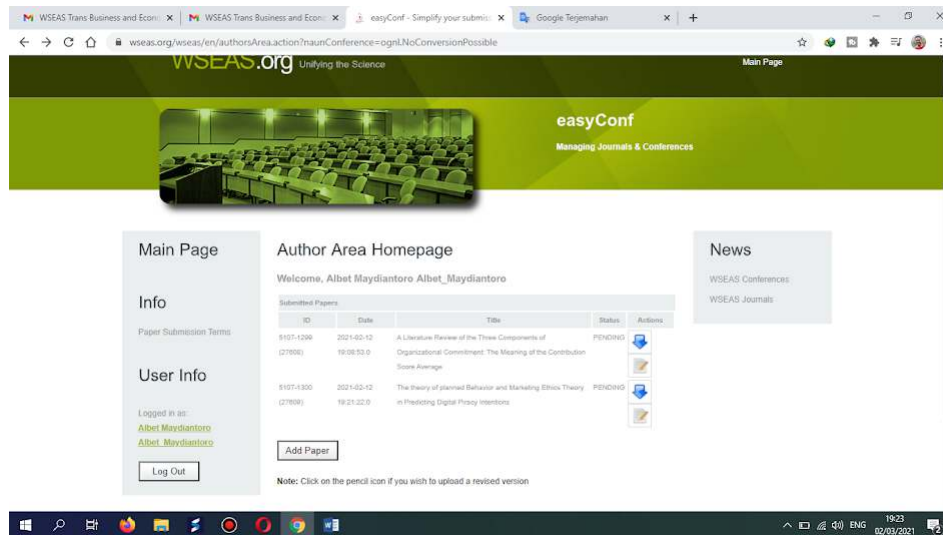 WSEAS Trans Business and Econo
WSEAS Trans Business and Econo
easyConf - Simplify your submis
Google Terjemahan
wseas.org/wseas/en/authorsArea.action?naunConference=ognl.NoConversionPossible
WSEAS.org Unifying the Science
Main Page
easyConf
Managing Journals & Conferences
Main Page
Info
Paper Submission Terms
User Info
Logged in as:
Albet Maydiantoro
Albet_Maydiantoro
Log Out
Author Area Homepage
Welcome, Albet Maydiantoro Albet_Maydiantoro
Submitted Papers
ID Date Title Status Actions
5107-1299 2021-02-12 A Literature Review of the Three Components of PENDING
(27608) 19:08:53.0 Organizational Commitment: The Meaning of the Contribution
Score Average
5107-1300 2021-02-12 The theory of planned Behavior and Marketing Ethics Theory PENDING
(27609) 19:21:22.0 in Predicting Digital Piracy Intentions
Add Paper
Note: Click on the pencil icon if you wish to upload a revised version
News
WSEAS Conferences
WSEAS Journals
ENG
19:23
02/03/2021